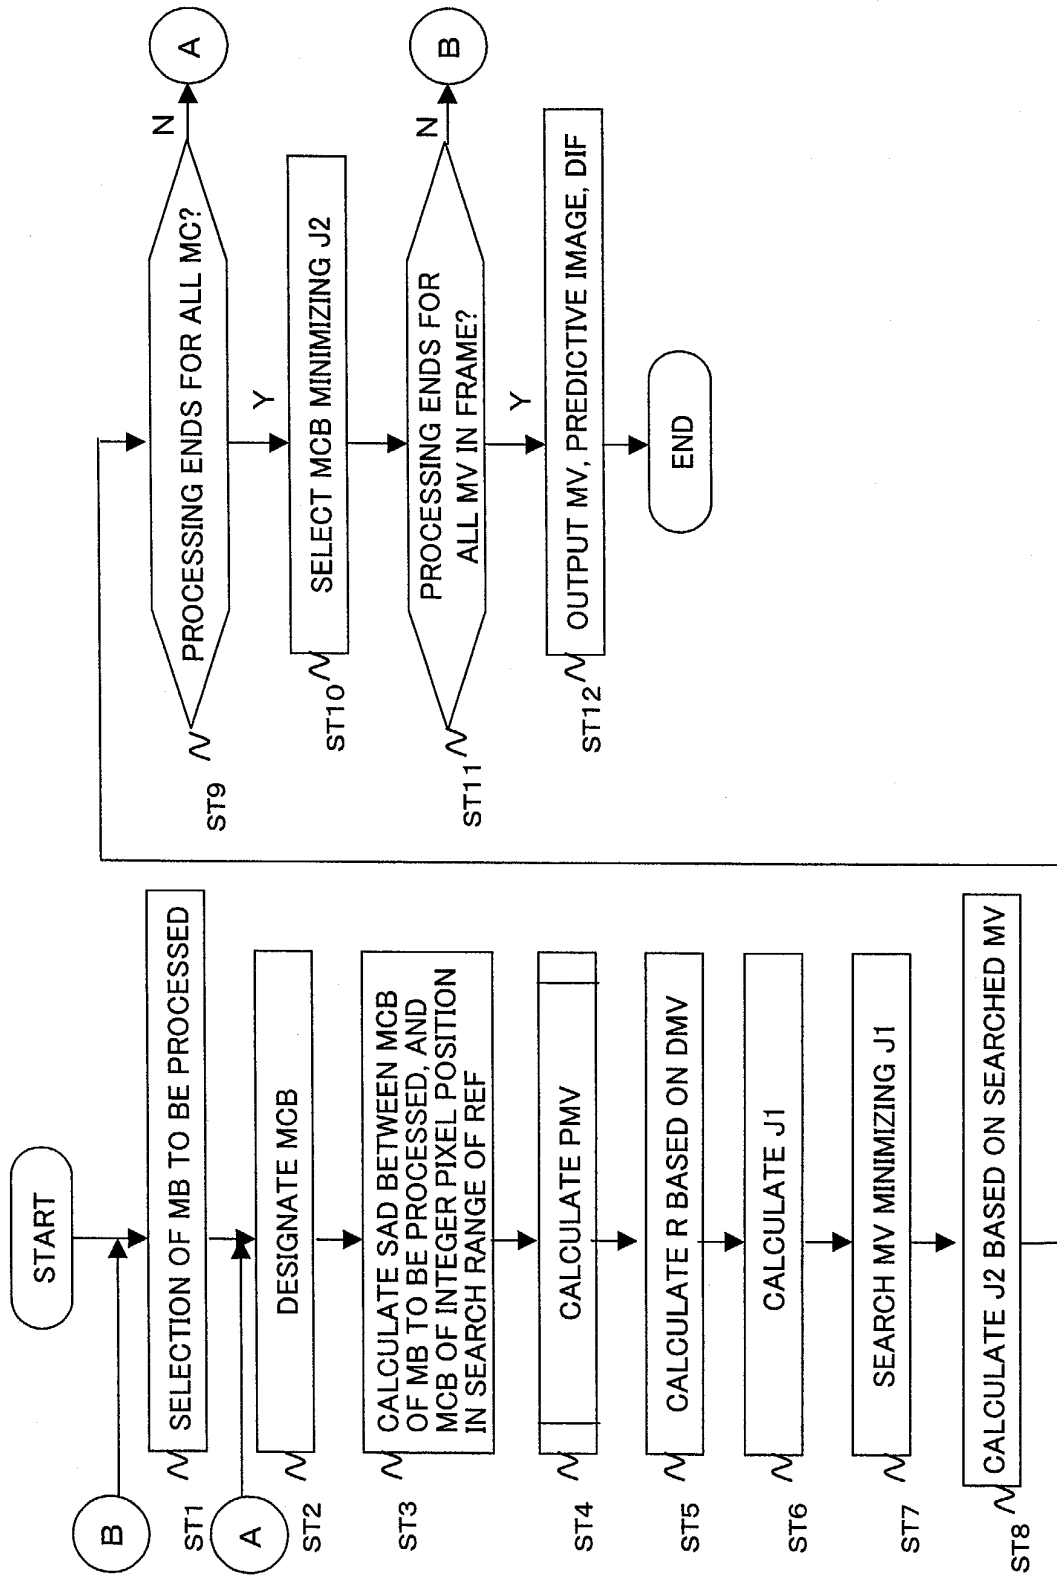 START
B
SELECTION OF MB TO BE PROCESSED
ST1
A
DESIGNATE MCB
ST2
CALCULATE SAD BETWEEN MCB
OF MB TO BE PROCESSED, AND
MCB OF INTEGER PIXEL POSITION
IN SEARCH RANGE OF REF
ST3
CALCULATE PMV
ST4
CALCULATE R BASED ON DMV
ST5
CALCULATE J1
ST6
SEARCH MV MINIMIZING J1
ST7
CALCULATE J2 BASED ON SEARCHED MV
ST8
PROCESSING ENDS FOR ALL MC?
ST9
N
A
Y
SELECT MCB MINIMIZING J2
ST10
PROCESSING ENDS FOR
ALL MV IN FRAME?
ST11
N
B
Y
OUTPUT MV, PREDICTIVE IMAGE, DIF
ST12
END